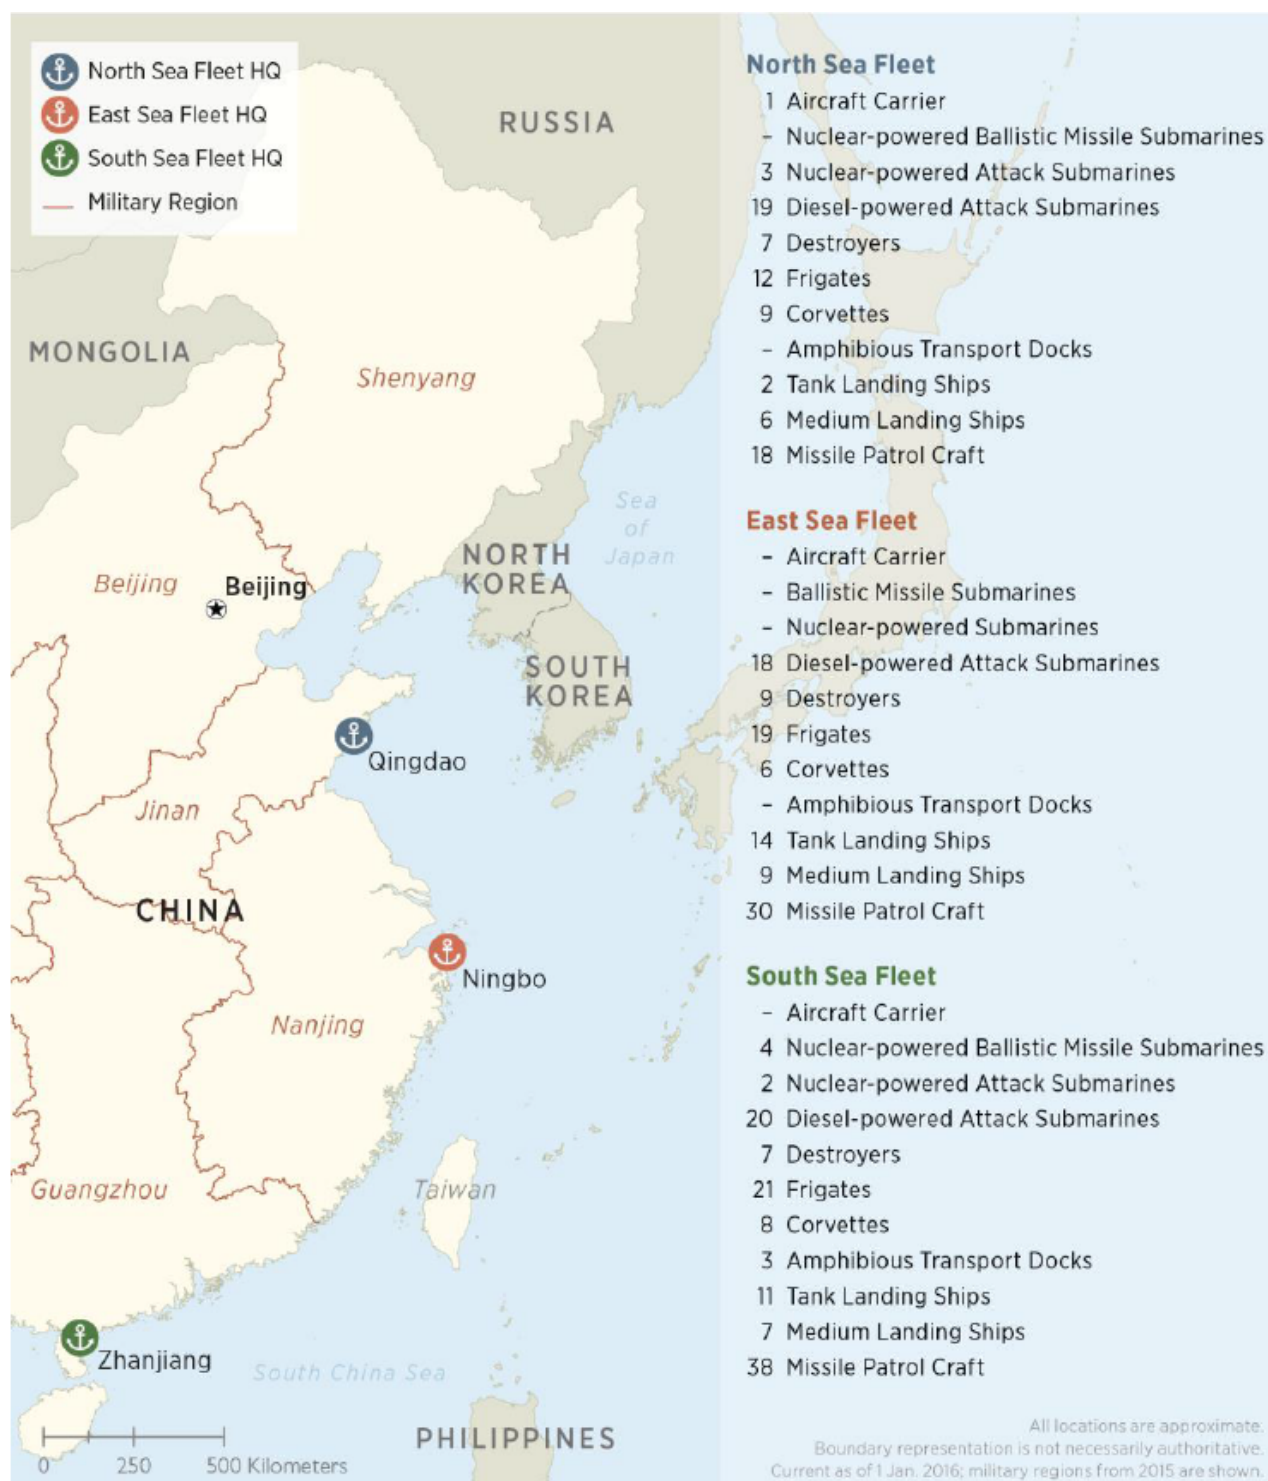 North Sea Fleet HQ
East Sea Fleet HQ
South Sea Fleet HQ
Military Region
RUSSIA
MONGOLIA
Shenyang
Sea
of
Japan
NORTH
KOREA
Beijing
Beijing
SOUTH
KOREA
Qingdao
Jinan
CHINA
Ningbo
Nanjing
Guangzhou
Taiwan
Zhanjiang
South China Sea
PHILIPPINES
0 250 500 Kilometers
North Sea Fleet
1 Aircraft Carrier
– Nuclear-powered Ballistic Missile Submarines
3 Nuclear-powered Attack Submarines
19 Diesel-powered Attack Submarines
7 Destroyers
12 Frigates
9 Corvettes
– Amphibious Transport Docks
2 Tank Landing Ships
6 Medium Landing Ships
18 Missile Patrol Craft
East Sea Fleet
– Aircraft Carrier
– Ballistic Missile Submarines
– Nuclear-powered Submarines
18 Diesel-powered Attack Submarines
9 Destroyers
19 Frigates
6 Corvettes
– Amphibious Transport Docks
14 Tank Landing Ships
9 Medium Landing Ships
30 Missile Patrol Craft
South Sea Fleet
– Aircraft Carrier
4 Nuclear-powered Ballistic Missile Submarines
2 Nuclear-powered Attack Submarines
20 Diesel-powered Attack Submarines
7 Destroyers
21 Frigates
8 Corvettes
3 Amphibious Transport Docks
11 Tank Landing Ships
7 Medium Landing Ships
38 Missile Patrol Craft
All locations are approximate.
Boundary representation is not necessarily authoritative.
Current as of 1 Jan. 2016; military regions from 2015 are shown.